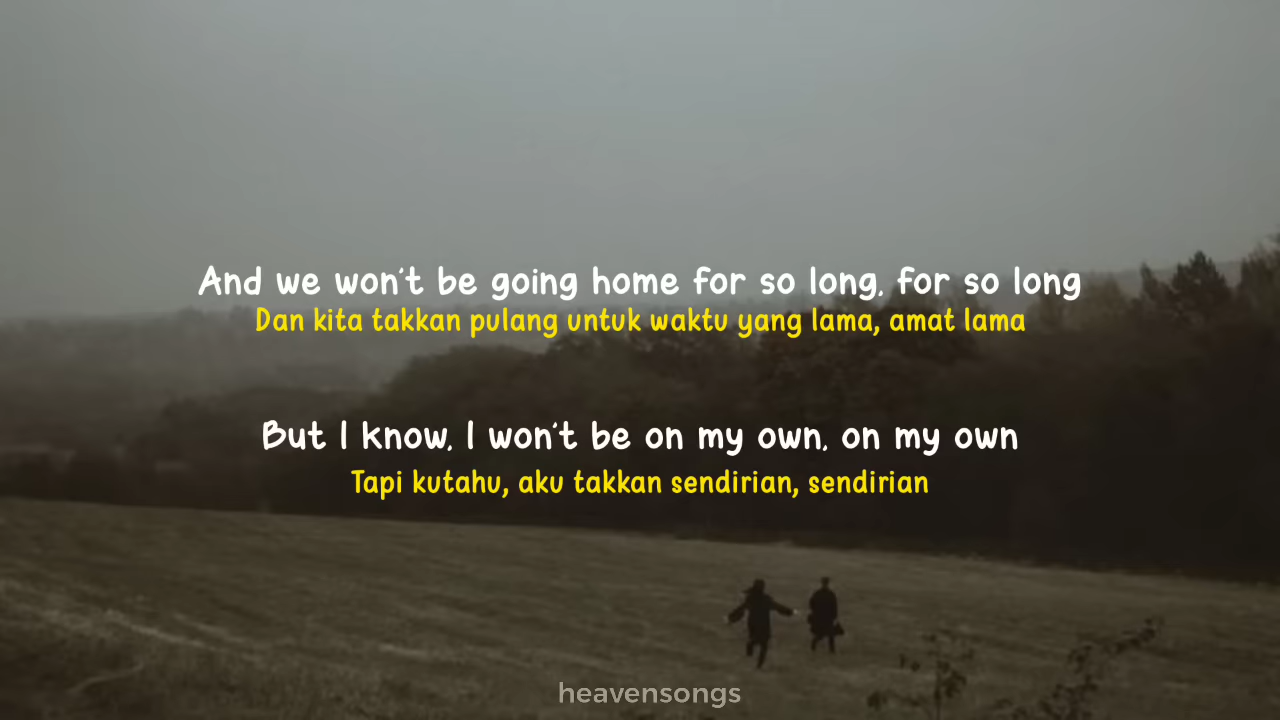 And we won't be going home for so long, for so long
Dan kita takkan pulang untuk waktu yang lama, amat lama
But I know, I won't be on my own, on my own
Tapi kutahu, aku takkan sendirian, sendirian
heavensongs